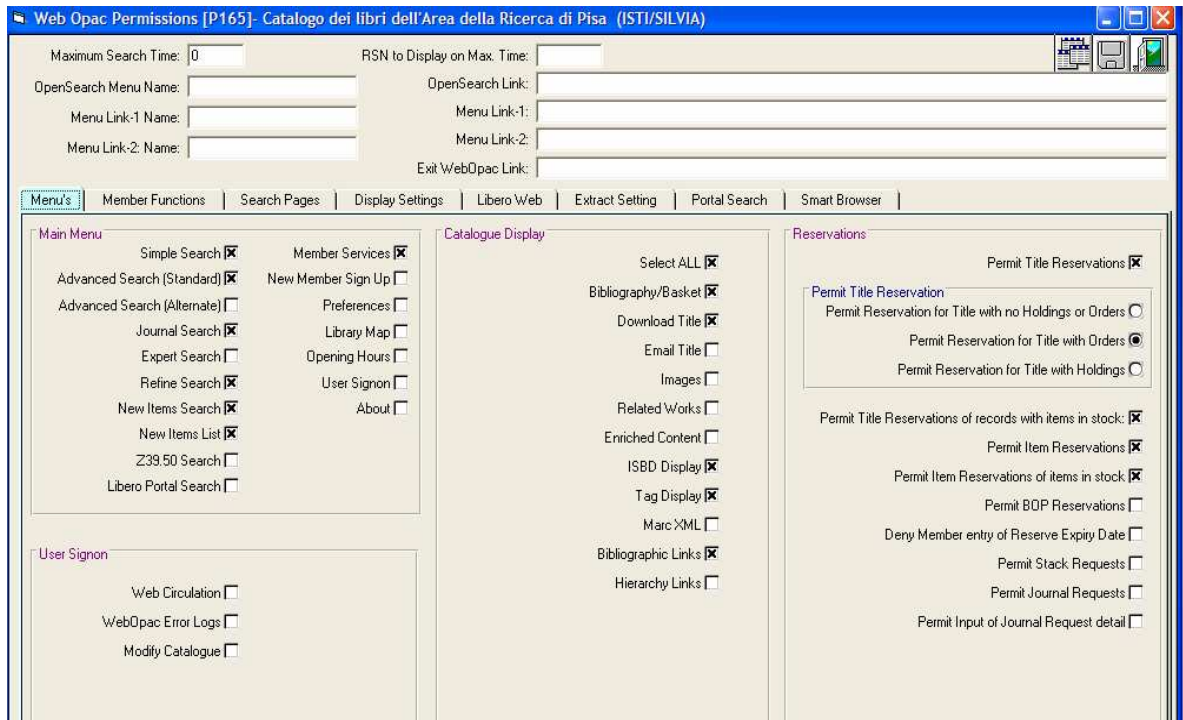 Web Opac Permissions [P165]- Catalogo dei libri dell'Area della Ricerca di Pisa (ISTI/SILVIA)
Maximum Search Time: 0 RSN to Display on Max. Time:
OpenSearch Menu Name: OpenSearch Link:
Menu Link-1 Name: Menu Link-1:
Menu Link-2: Name: Menu Link-2:
Exit WebOpac Link:
Menu's Member Functions Search Pages Display Settings Libero Web Extract Setting Portal Search Smart Browser
Main Menu
Simple Search Member Services
Advanced Search (Standard) New Member Sign Up
Advanced Search (Alternate) Preferences
Journal Search Library Map
Expert Search Opening Hours
Refine Search User Signon
New Items Search About
New Items List
Z39.50 Search
Libero Portal Search
User Signon
Web Circulation
WebOpac Error Logs
Modify Catalogue
Catalogue Display
Select ALL
Bibliography/Basket
Download Title
Email Title
Images
Related Works
Enriched Content
ISBD Display
Tag Display
Marc XML
Bibliographic Links
Hierarchy Links
Reservations
Permit Title Reservations
Permit Title Reservation
Permit Reservation for Title with no Holdings or Orders
Permit Reservation for Title with Orders
Permit Reservation for Title with Holdings
Permit Title Reservations of records with items in stock:
Permit Item Reservations
Permit Item Reservations of items in stock
Permit BOP Reservations
Deny Member entry of Reserve Expiry Date
Permit Stack Requests
Permit Journal Requests
Permit Input of Journal Request detail